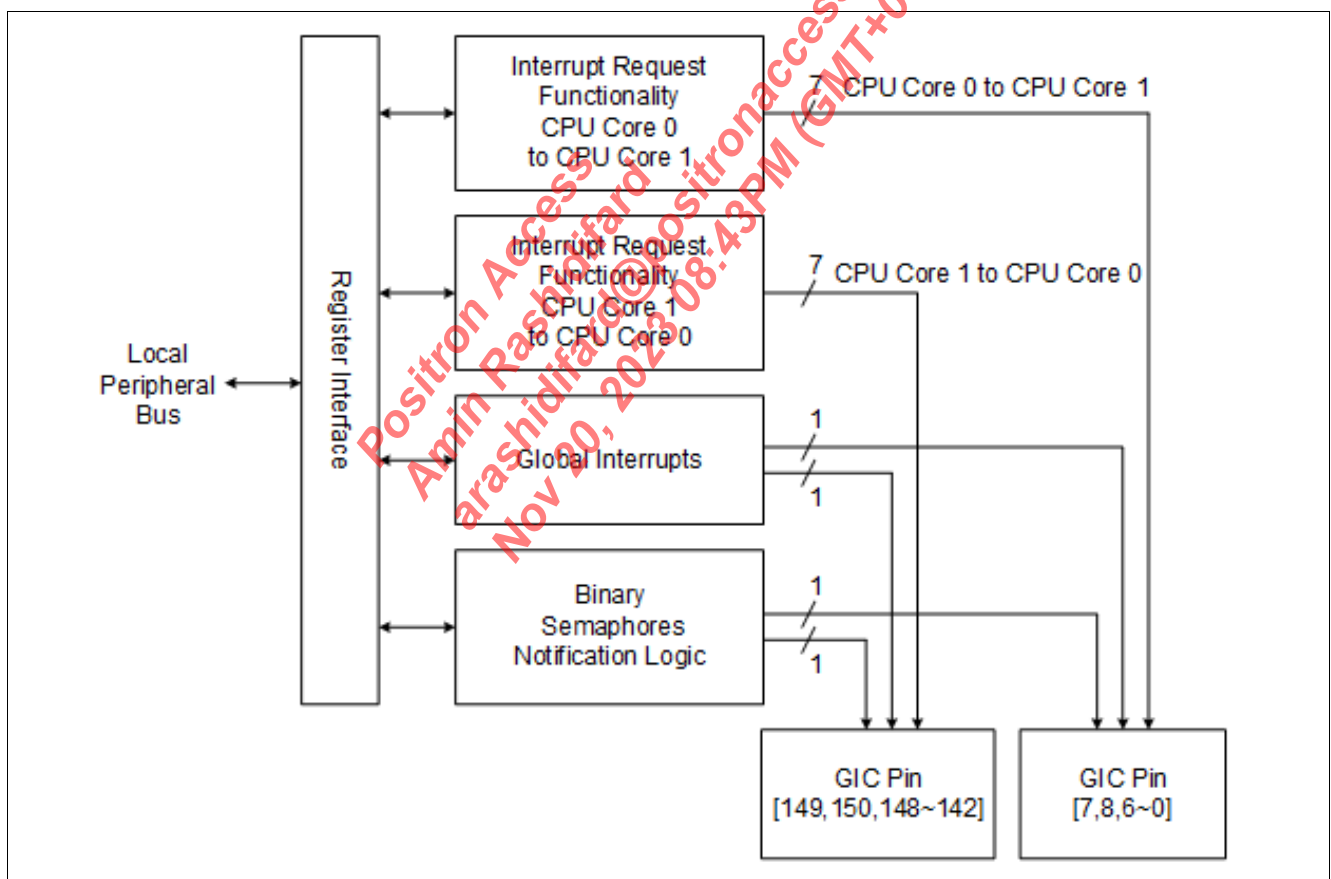 Interrupt Request
Functionality
CPU Core 0
to CPU Core 1
7 CPU Core 0 to CPU Core 1
Interrupt Request
Functionality
CPU Core 1
to CPU Core 0
7 CPU Core 1 to CPU Core 0
Register Interface
Local
Peripheral
Bus
Global Interrupts
1
1
Binary
Semaphores
Notification Logic
1
1
GIC Pin
[149,150,148~142]
GIC Pin
[7,8,6~0]
Positron Access
Amin Rashidifard
arashidifard@positronaccess
Nov 20, 2023 08:43PM (GMT+0